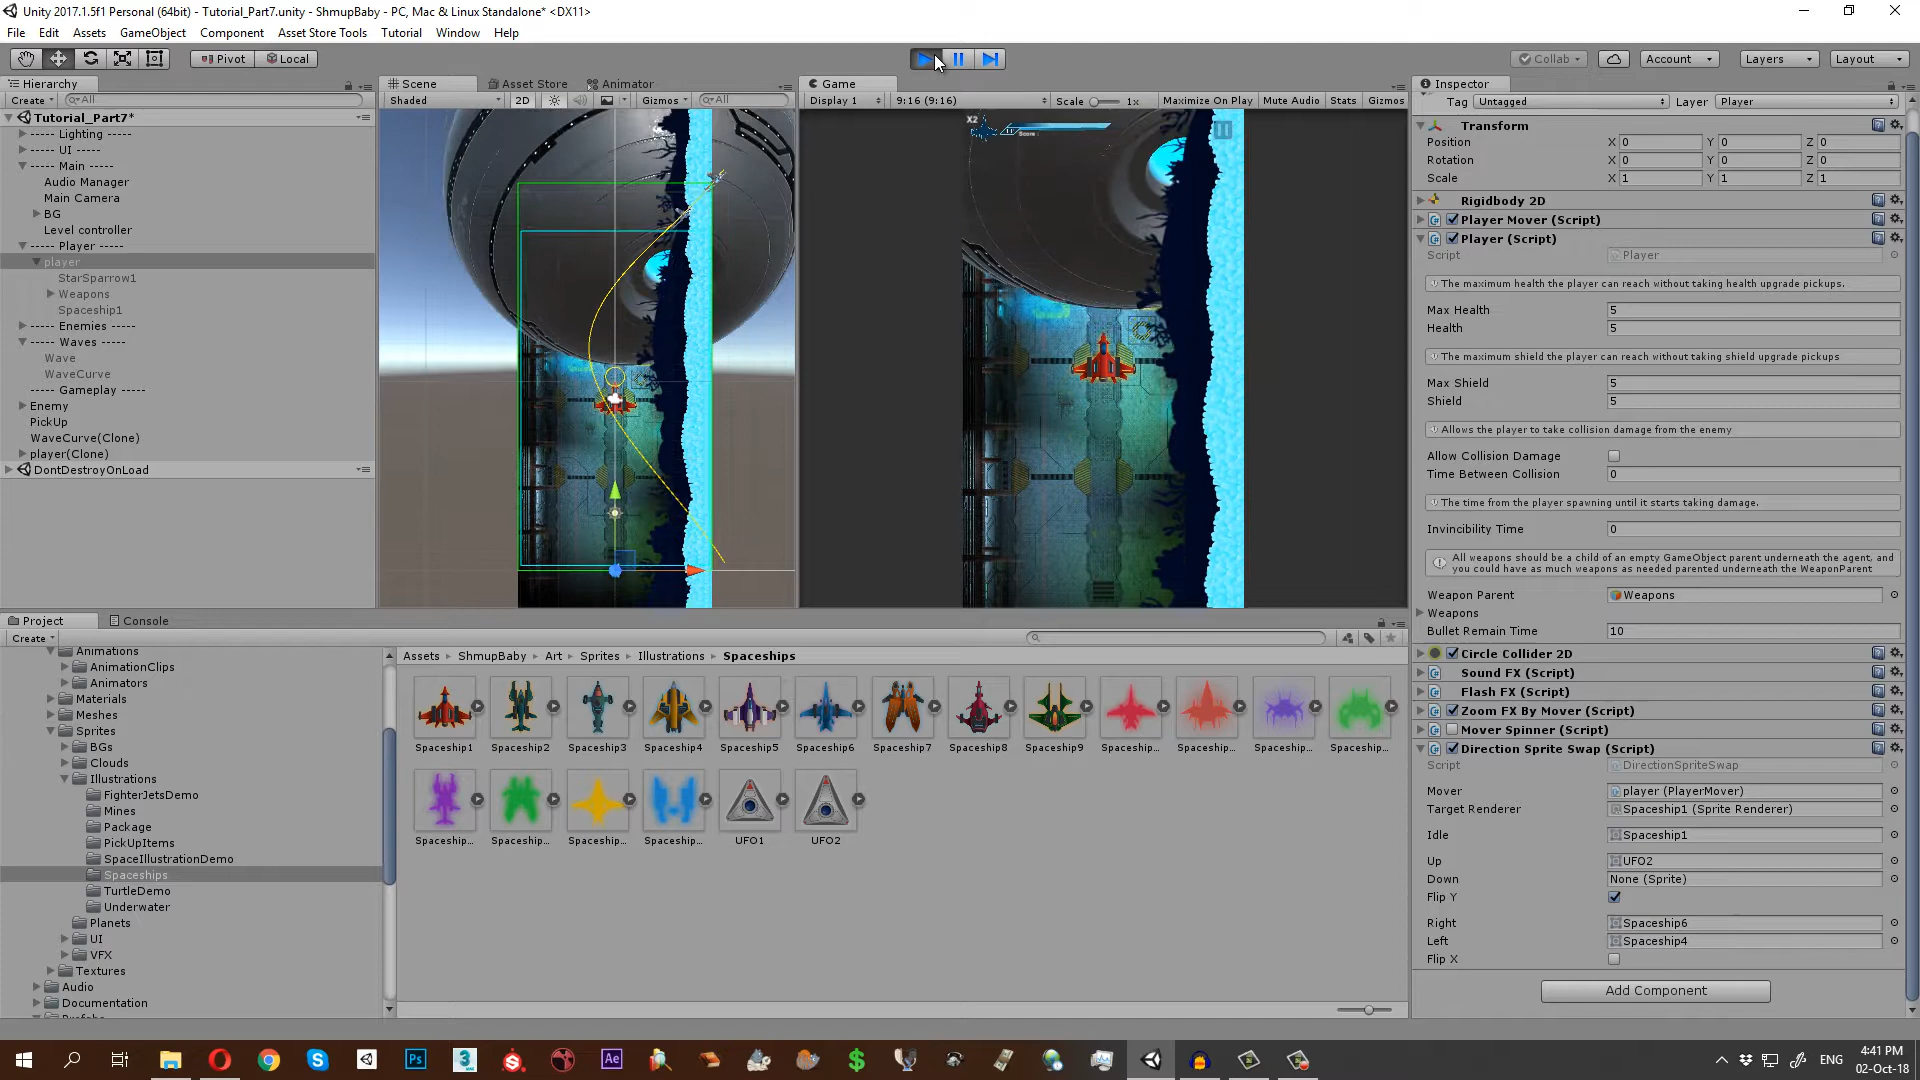 Unity 2017.1.5f1 Personal (64bit) - Tutorial_Part7.unity - ShmupBaby - PC, Mac & Linux Standalone* <DX11>
File Edit Assets GameObject Component Asset Store Tools Tutorial Window Help
Pivot Local Collab Account Layers Layout
Hierarchy
Create All
Tutorial_Part7*
----- Lighting -----
----- UI -----
----- Main -----
Audio Manager
Main Camera
BG
Level controller
----- Player -----
player
StarSparrow1
Weapons
Spaceship1
----- Enemies -----
----- Waves -----
Wave
WaveCurve
----- Gameplay -----
Enemy
PickUp
WaveCurve(Clone)
player(Clone)
DontDestroyOnLoad
Scene Asset Store Animator
Shaded 2D Gizmos All
Game
Display 1 9:16 (9:16) Scale 1x Maximize On Play Mute Audio Stats Gizmos
X2
Score :
Inspector
Tag Untagged Layer Player
Transform
Position X 0 Y 0 Z 0
Rotation X 0 Y 0 Z 0
Scale X 1 Y 1 Z 1
Rigidbody 2D
Player Mover (Script)
Player (Script)
Script Player
The maximum health the player can reach without taking health upgrade pickups.
Max Health 5
Health 5
The maximum shield the player can reach without taking shield upgrade pickups
Max Shield 5
Shield 5
Allows the player to take collision damage from the enemy
Allow Collision Damage
Time Between Collision 0
The time from the player spawning until it starts taking damage.
Invincibility Time 0
All weapons should be a child of an empty GameObject parent underneath the agent, and
you could have as much weapons as needed parented underneath the WeaponParent
Weapon Parent Weapons
Weapons
Bullet Remain Time 10
Circle Collider 2D
Sound FX (Script)
Flash FX (Script)
Zoom FX By Mover (Script)
Mover Spinner (Script)
Direction Sprite Swap (Script)
Script DirectionSpriteSwap
Mover player (PlayerMover)
Target Renderer Spaceship1 (Sprite Renderer)
Idle Spaceship1
Up UFO2
Down None (Sprite)
Flip Y
Right Spaceship6
Left Spaceship4
Flip X
Add Component
Project Console
Create
Animations
AnimationClips
Animators
Materials
Meshes
Sprites
BGs
Clouds
Illustrations
FighterJetsDemo
Mines
Package
PickUpItems
SpaceIllustrationDemo
Spaceships
TurtleDemo
Underwater
Planets
UI
VFX
Textures
Audio
Documentation
Assets ShmupBaby Art Sprites Illustrations Spaceships
Spaceship1 Spaceship2 Spaceship3 Spaceship4 Spaceship5 Spaceship6 Spaceship7 Spaceship8 Spaceship9 Spaceship... Spaceship... Spaceship... Spaceship...
Spaceship... Spaceship... Spaceship... Spaceship... UFO1 UFO2
Ps 3 Ae ENG
4:41 PM
02-Oct-18